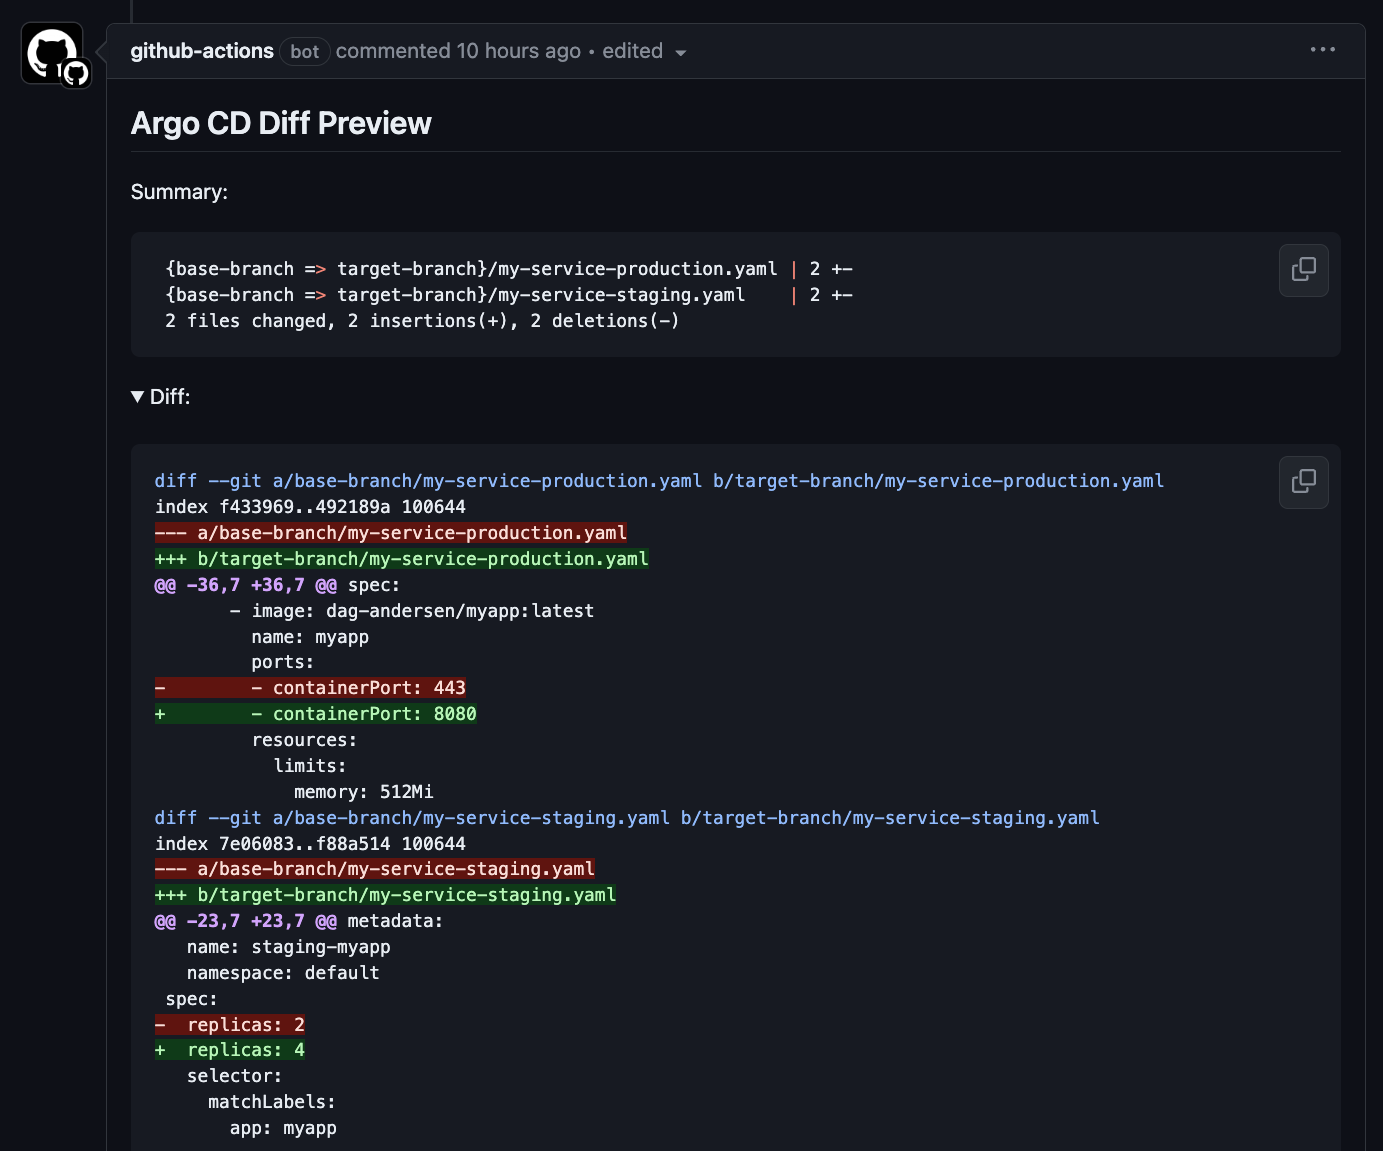 github-actions bot commented 10 hours ago • edited
Argo CD Diff Preview
Summary:
{base-branch => target-branch}/my-service-production.yaml | 2 +-
{base-branch => target-branch}/my-service-staging.yaml    | 2 +-
2 files changed, 2 insertions(+), 2 deletions(-)
Diff:
diff --git a/base-branch/my-service-production.yaml b/target-branch/my-service-production.yaml
index f433969..492189a 100644
--- a/base-branch/my-service-production.yaml
+++ b/target-branch/my-service-production.yaml
@@ -36,7 +36,7 @@ spec:
       - image: dag-andersen/myapp:latest
         name: myapp
         ports:
-        - containerPort: 443
+        - containerPort: 8080
         resources:
           limits:
             memory: 512Mi
diff --git a/base-branch/my-service-staging.yaml b/target-branch/my-service-staging.yaml
index 7e06083..f88a514 100644
--- a/base-branch/my-service-staging.yaml
+++ b/target-branch/my-service-staging.yaml
@@ -23,7 +23,7 @@ metadata:
   name: staging-myapp
   namespace: default
 spec:
-  replicas: 2
+  replicas: 4
   selector:
     matchLabels:
       app: myapp